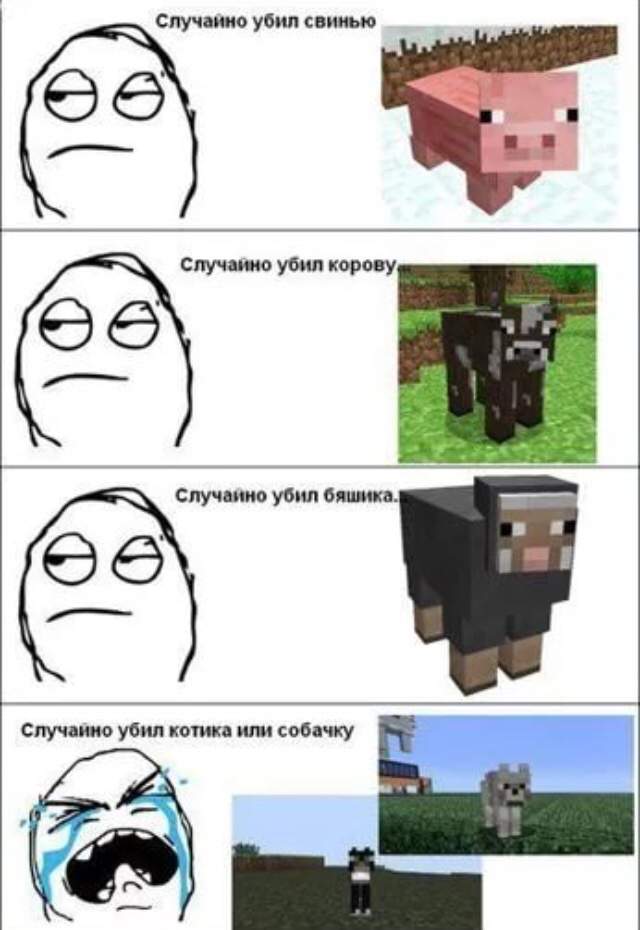 Случайно убил свинью
Случайно убил корову...
Случайно убил бяшика..
Случайно убил котика или собачку